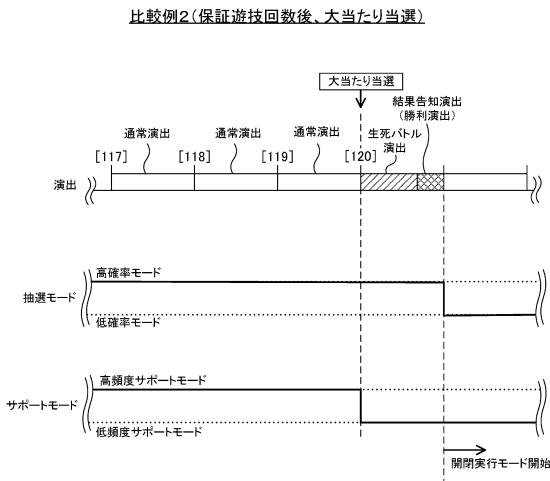 比較例2(保証遊技回数後、大当たり当選)
大当たり当選
結果告知演出
(勝利演出)
通常演出
通常演出
通常演出
生死バトル
演出
[117]
[118]
[119]
[120]
演出
高確率モード
抽選モード
低確率モード
高頻度サポートモード
サポートモード
低頻度サポートモード
開閉実行モード開始